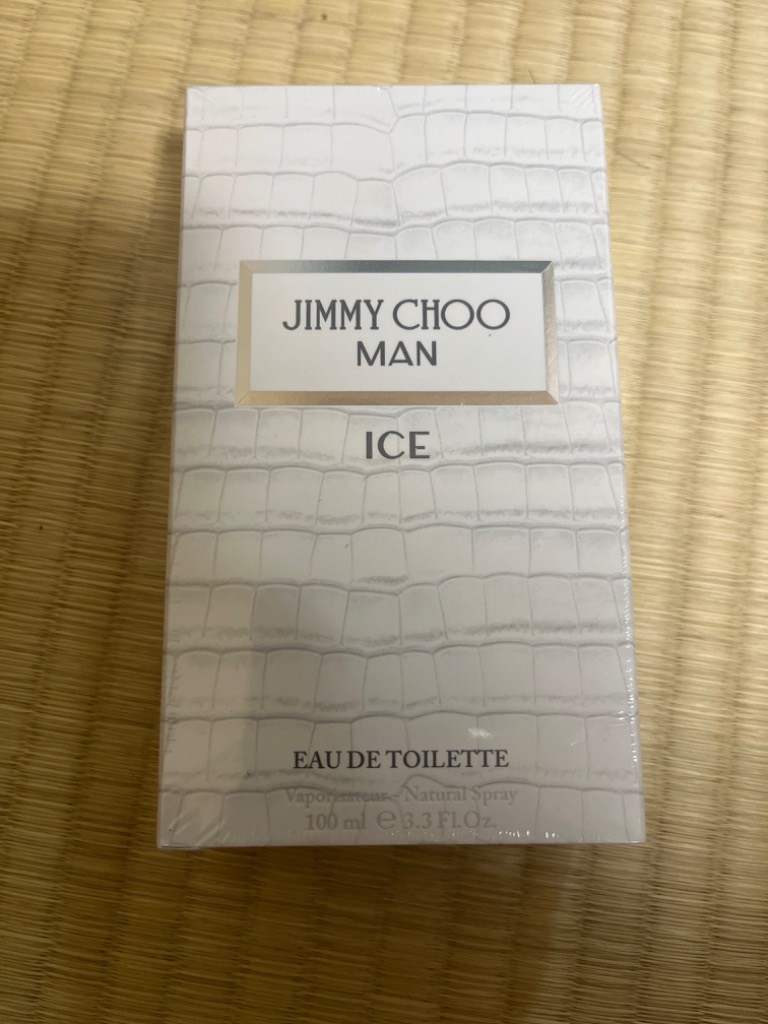 JIMMY CHOO
MAN
ICE
EAU DE TOILETTE
Vaporisateur - Natural Spray
100 ml ℮ 3.3 Fl.Oz.